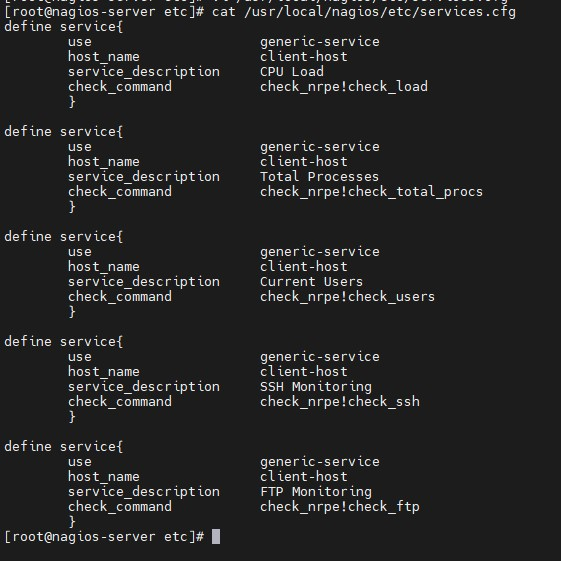 [root@nagios-server etc]# cat /usr/local/nagios/etc/services.cfg
define service{
        use                     generic-service
        host_name               client-host
        service_description     CPU Load
        check_command           check_nrpe!check_load
        }

define service{
        use                     generic-service
        host_name               client-host
        service_description     Total Processes
        check_command           check_nrpe!check_total_procs
        }

define service{
        use                     generic-service
        host_name               client-host
        service_description     Current Users
        check_command           check_nrpe!check_users
        }

define service{
        use                     generic-service
        host_name               client-host
        service_description     SSH Monitoring
        check_command           check_nrpe!check_ssh
        }

define service{
        use                     generic-service
        host_name               client-host
        service_description     FTP Monitoring
        check_command           check_nrpe!check_ftp
        }
[root@nagios-server etc]#